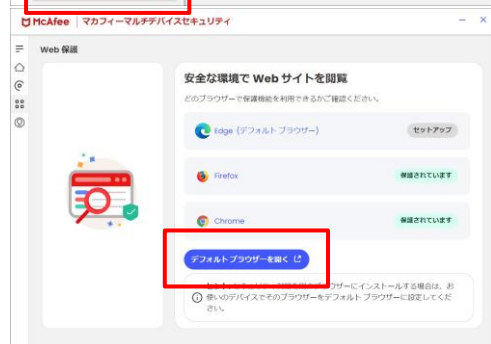 McAfee マカフィーマルチデバイスセキュリティ
Web 保護
安全な環境で Web サイトを閲覧
どのブラウザーで保護機能を利用できるかご確認ください。
Edge (デフォルト ブラウザー)
セットアップ
Firefox
保護されています
Chrome
保護されています
デフォルト ブラウザーを開く
ブラウザーにインストールする場合は、お
使いのデバイスでそのブラウザーをデフォルト ブラウザーに設定してくだ
さい。